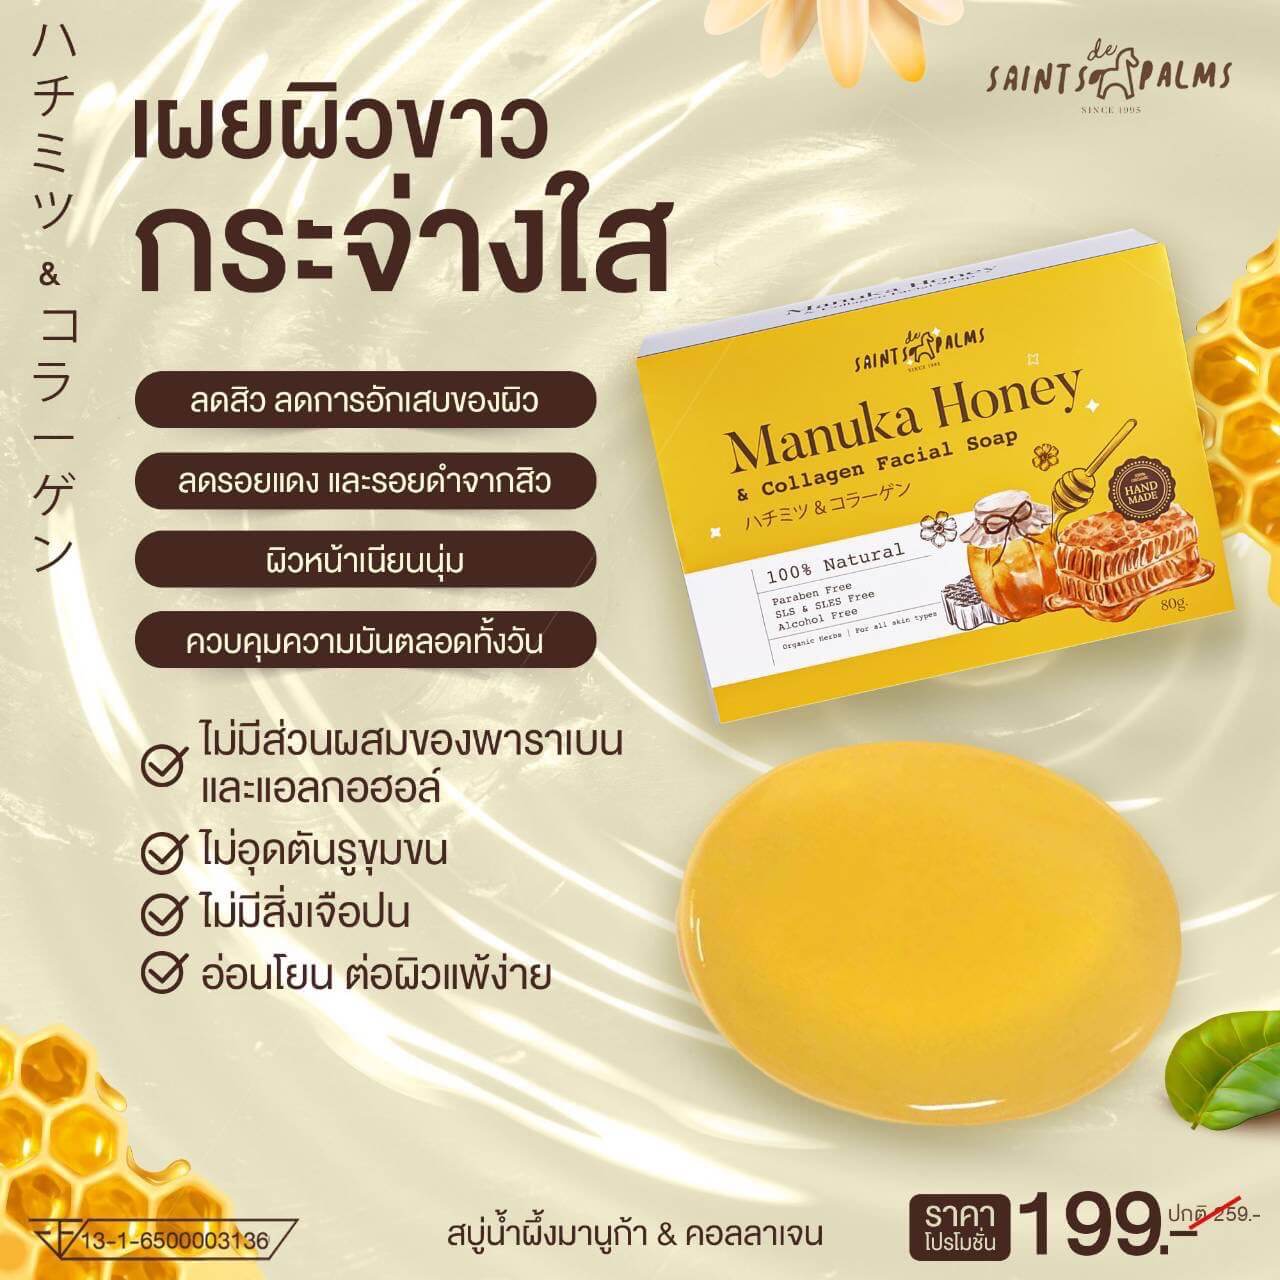 ハチミツ & コラーゲン
de
SAINTS PALMS
SINCE 1995
เผยผิวขาว
กระจ่างใส
ลดสิว ลดการอักเสบของผิว
ลดรอยแดง และรอยดำจากสิว
ผิวหน้าเนียนนุ่ม
ควบคุมความมันตลอดทั้งวัน
ไม่มีส่วนผสมของพาราเบน
และแอลกอฮอล์
ไม่อุดตันรูขุมขน
ไม่มีสิ่งเจือปน
อ่อนโยน ต่อผิวแพ้ง่าย
Manuka Honey
& Collagen Facial Soap
de
SAINTS PALMS
SINCE 1995
Manuka Honey
& Collagen Facial Soap
ハチミツ & コラーゲン
HAND
MADE
100% Natural
Paraben Free
SLS & SLES Free
Alcohol Free
Organic Herbs | For all skin types
80g.
13-1-6500003136
สบู่น้ำผึ้งมานูก้า & คอลลาเจน
ราคา
โปรโมชั่น
199.-
ปกติ 259.-